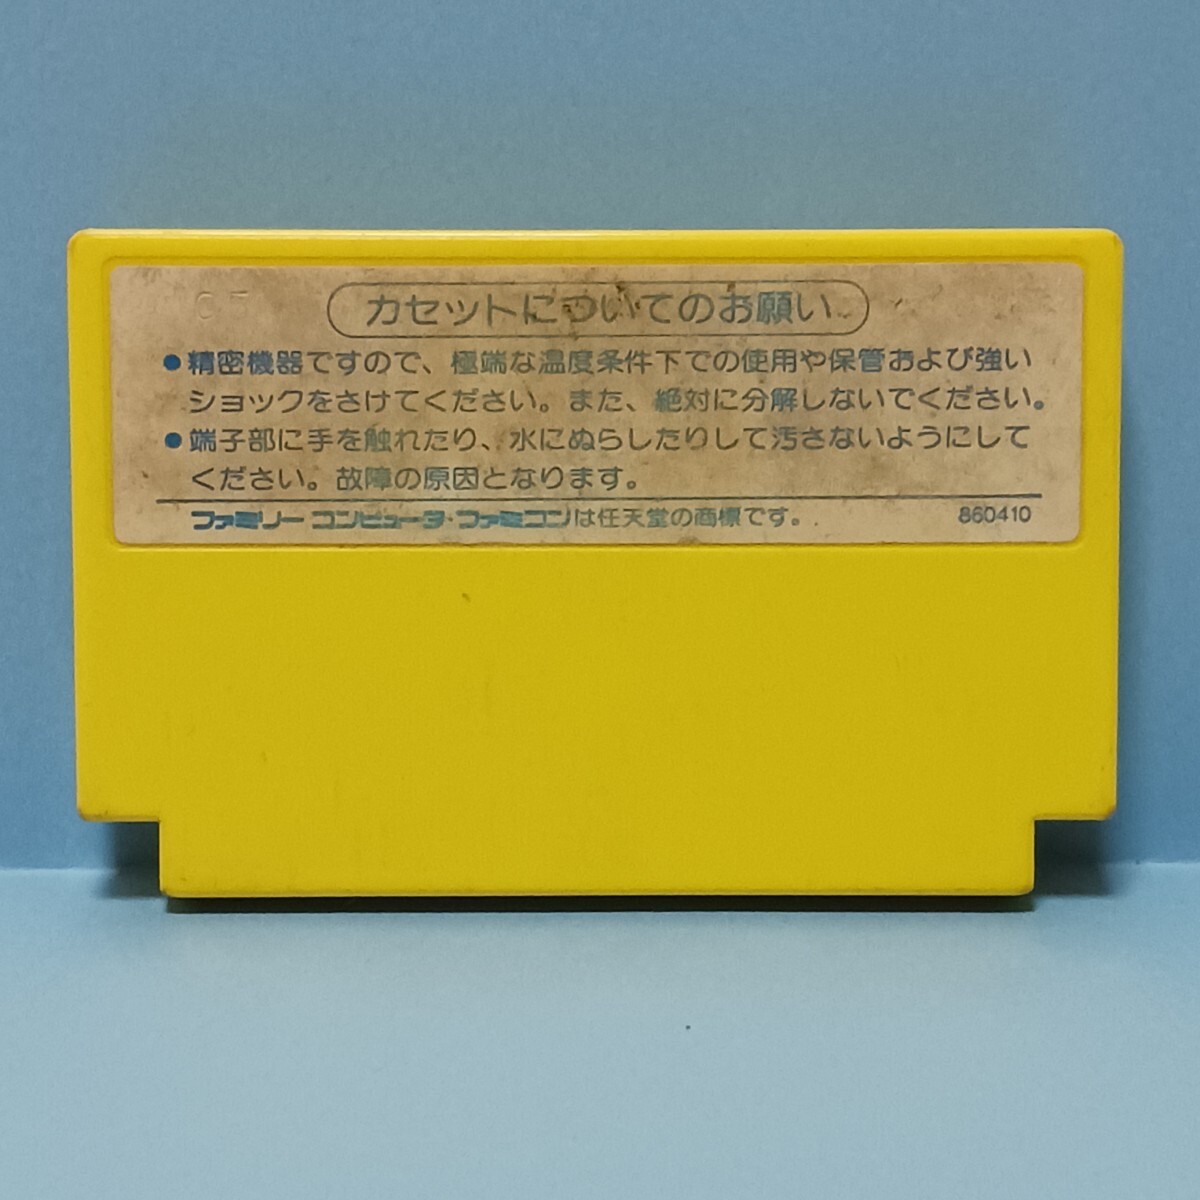 カセットについてのお願い
●精密機器ですので、極端な温度条件下での使用や保管および強い
ショックをさけてください。また、絶対に分解しないでください。
●端子部に手を触れたり、水にぬらしたりして汚さないようにして
ください。故障の原因となります。
ファミリーコンピュータ・ファミコンは任天堂の商標です。 860410